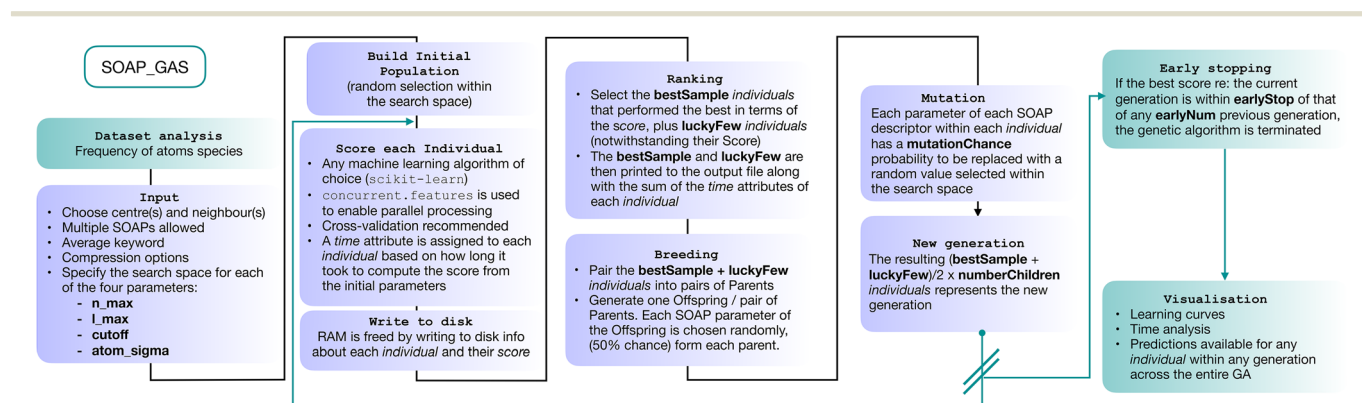 SOAP_GAS
Dataset analysis
Frequency of atoms species
Input
• Choose centre(s) and neighbour(s)
• Multiple SOAPs allowed
• Average keyword
• Compression options
• Specify the search space for each
of the four parameters:
- n_max
- l_max
- cutoff
- atom_sigma
Build Initial
Population
(random selection within
the search space)
Score each Individual
• Any machine learning algorithm of
choice (scikit-learn)
• concurrent.features is used
to enable parallel processing
• Cross-validation recommended
• A time attribute is assigned to each
individual based on how long it
took to compute the score from
the initial parameters
Write to disk
RAM is freed by writing to disk info
about each individual and their score
Ranking
• Select the bestSample individuals
that performed the best in terms of
the score, plus luckyFew individuals
(notwithstanding their Score)
• The bestSample and luckyFew are
then printed to the output file along
with the sum of the time attributes of
each individual
Breeding
• Pair the bestSample + luckyFew
individuals into pairs of Parents
• Generate one Offspring / pair of
Parents. Each SOAP parameter of
the Offspring is chosen randomly,
(50% chance) form each parent.
Mutation
Each parameter of each SOAP
descriptor within each individual
has a mutationChance
probability to be replaced with a
random value selected within
the search space
New generation
The resulting (bestSample +
luckyFew)/2 x numberChildren
individuals represents the new
generation
Early stopping
If the best score re: the current
generation is within earlyStop of that
of any earlyNum previous generation,
the genetic algorithm is terminated
Visualisation
• Learning curves
• Time analysis
• Predictions available for any
individual within any generation
across the entire GA